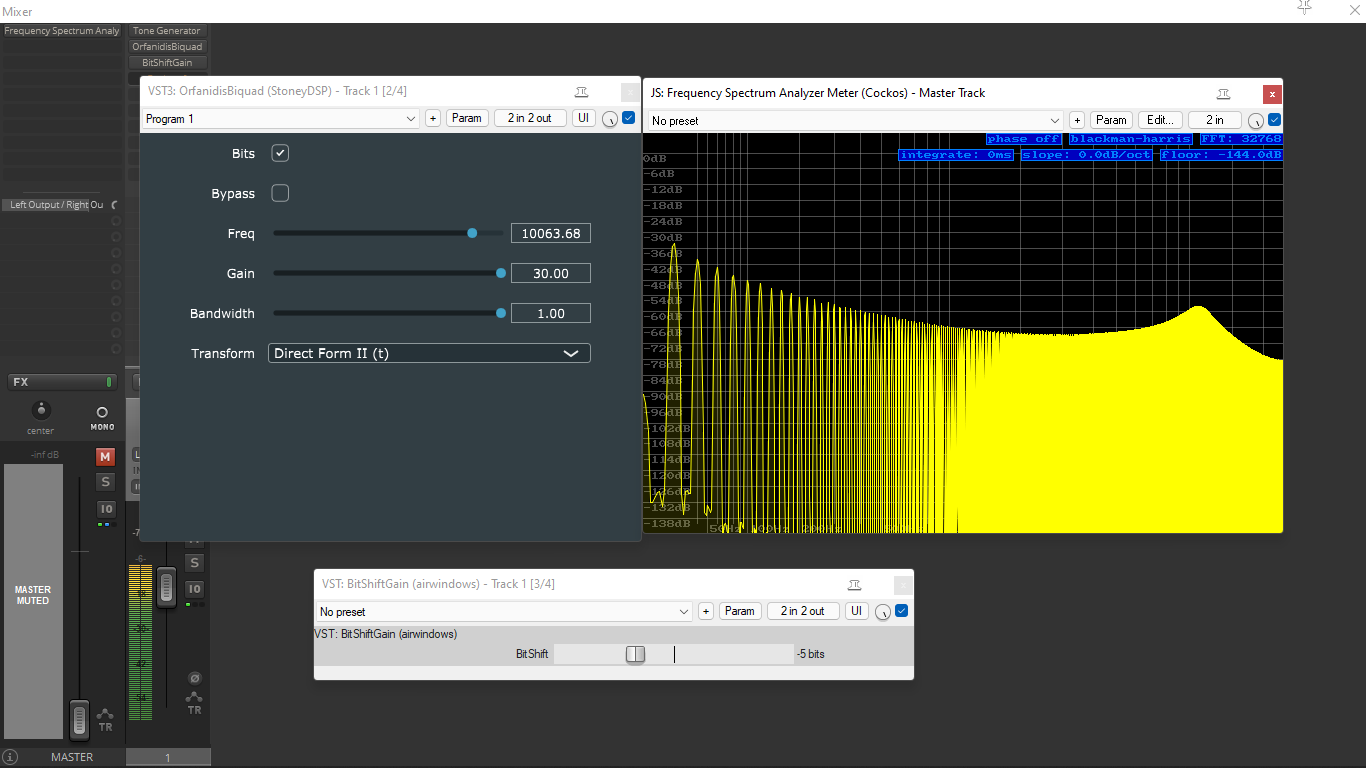 Mixer
Frequency Spectrum Analy
Tone Generator
OrfanidisBiquad
BitShiftGain
Left Output / Right Ou
FX
center
MONO
-inf dB
M
S
IO
MASTER
MUTED
TR
MASTER
-6-
S
IO
TR
1
VST3: OrfanidisBiquad (StoneyDSP) - Track 1 [2/4]
Program 1
+
Param
2 in 2 out
UI
Bits
Bypass
Freq
10063.68
Gain
30.00
Bandwidth
1.00
Transform
Direct Form II (t)
JS: Frequency Spectrum Analyzer Meter (Cockos) - Master Track
x
No preset
+
Param
Edit...
2 in
phase off
blackman-harris
FFT: 32768
integrate: 0ms
slope: 0.0dB/oct
floor: -144.0dB
0dB
-6dB
-12dB
-18dB
-24dB
-30dB
-36dB
-42dB
-48dB
-54dB
-60dB
-66dB
-72dB
-78dB
-84dB
-90dB
-96dB
-102dB
-108dB
-114dB
-120dB
-126dB
-132dB
-138dB
50Hz
200Hz
VST: BitShiftGain (airwindows) - Track 1 [3/4]
No preset
+
Param
2 in 2 out
UI
VST: BitShiftGain (airwindows)
BitShift
-5 bits